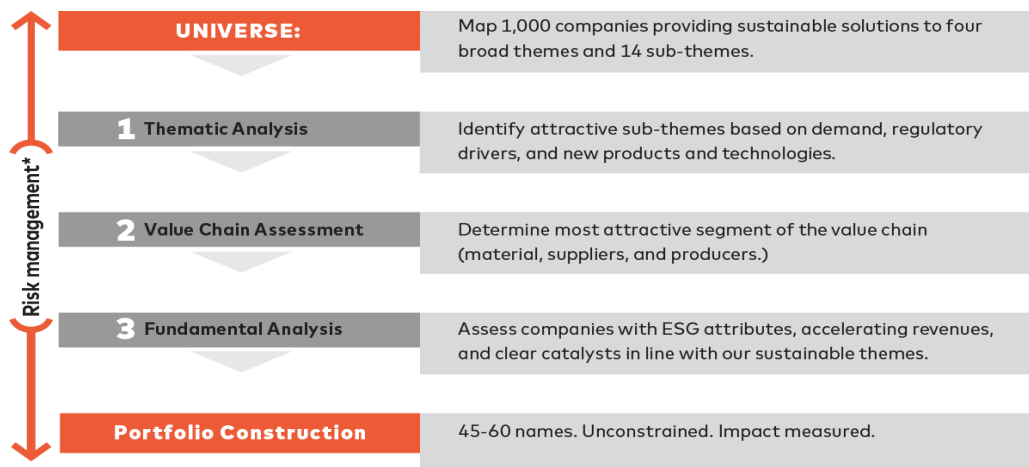 UNIVERSE:
Map 1,000 companies providing sustainable solutions to four
broad themes and 14 sub-themes.
1 Thematic Analysis
Identify attractive sub-themes based on demand, regulatory
drivers, and new products and technologies.
2 Value Chain Assessment
Determine most attractive segment of the value chain
(material, suppliers, and producers.)
3 Fundamental Analysis
Assess companies with ESG attributes, accelerating revenues,
and clear catalysts in line with our sustainable themes.
Portfolio Construction
45-60 names. Unconstrained. Impact measured.
Risk management*